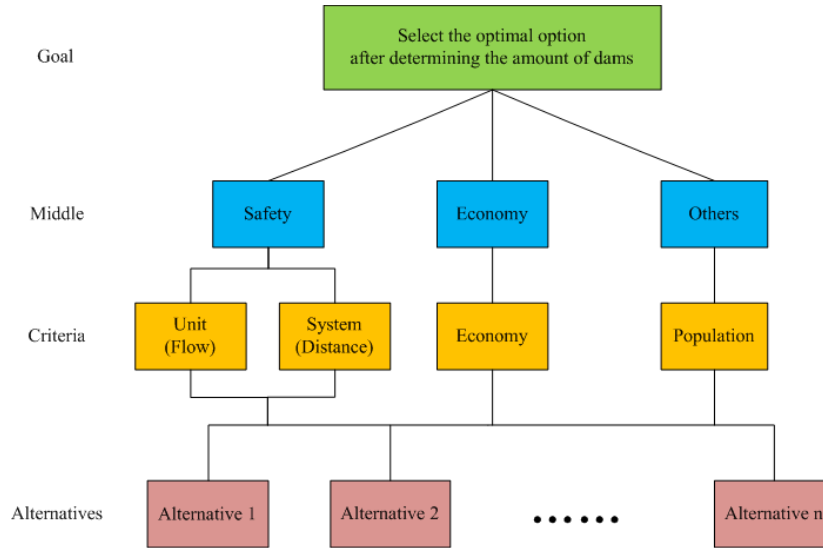 Goal
Select the optimal option
after determining the amount of dams
Middle
Safety
Economy
Others
Criteria
Unit
(Flow)
System
(Distance)
Economy
Population
Alternatives
Alternative 1
Alternative 2
......
Alternative n